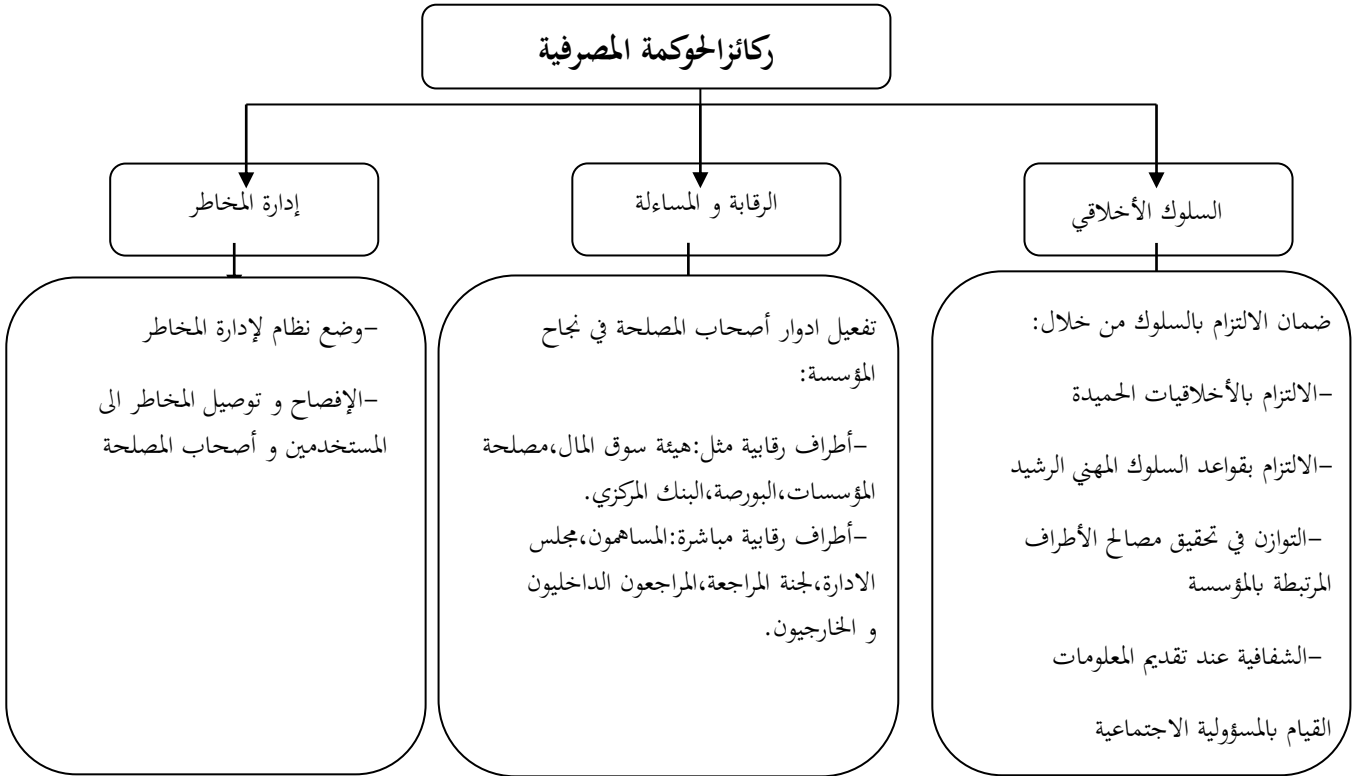 ركائزالحوكمة المصرفية
السلوك الأخلاقي
الرقابة و المساءلة
إدارة المخاطر
ضمان الالتزام بالسلوك من خلال:
-الالتزام بالأخلاقيات الحميدة
-الالتزام بقواعد السلوك المهني الرشيد
-التوازن في تحقيق مصالح الأطراف
المرتبطة بالمؤسسة
-الشفافية عند تقديم المعلومات
القيام بالمسؤولية الاجتماعية
تفعيل ادوار أصحاب المصلحة في نجاح
المؤسسة:
-أطراف رقابية مثل:هيئة سوق المال،مصلحة
المؤسسات،البورصة،البنك المركزي.
-أطراف رقابية مباشرة:المساهمون،مجلس
الادارة،لجنة المراجعة،المراجعون الداخليون
و الخارجيون.
-وضع نظام لإدارة المخاطر
-الإفصاح و توصيل المخاطر الى
المستخدمين و أصحاب المصلحة